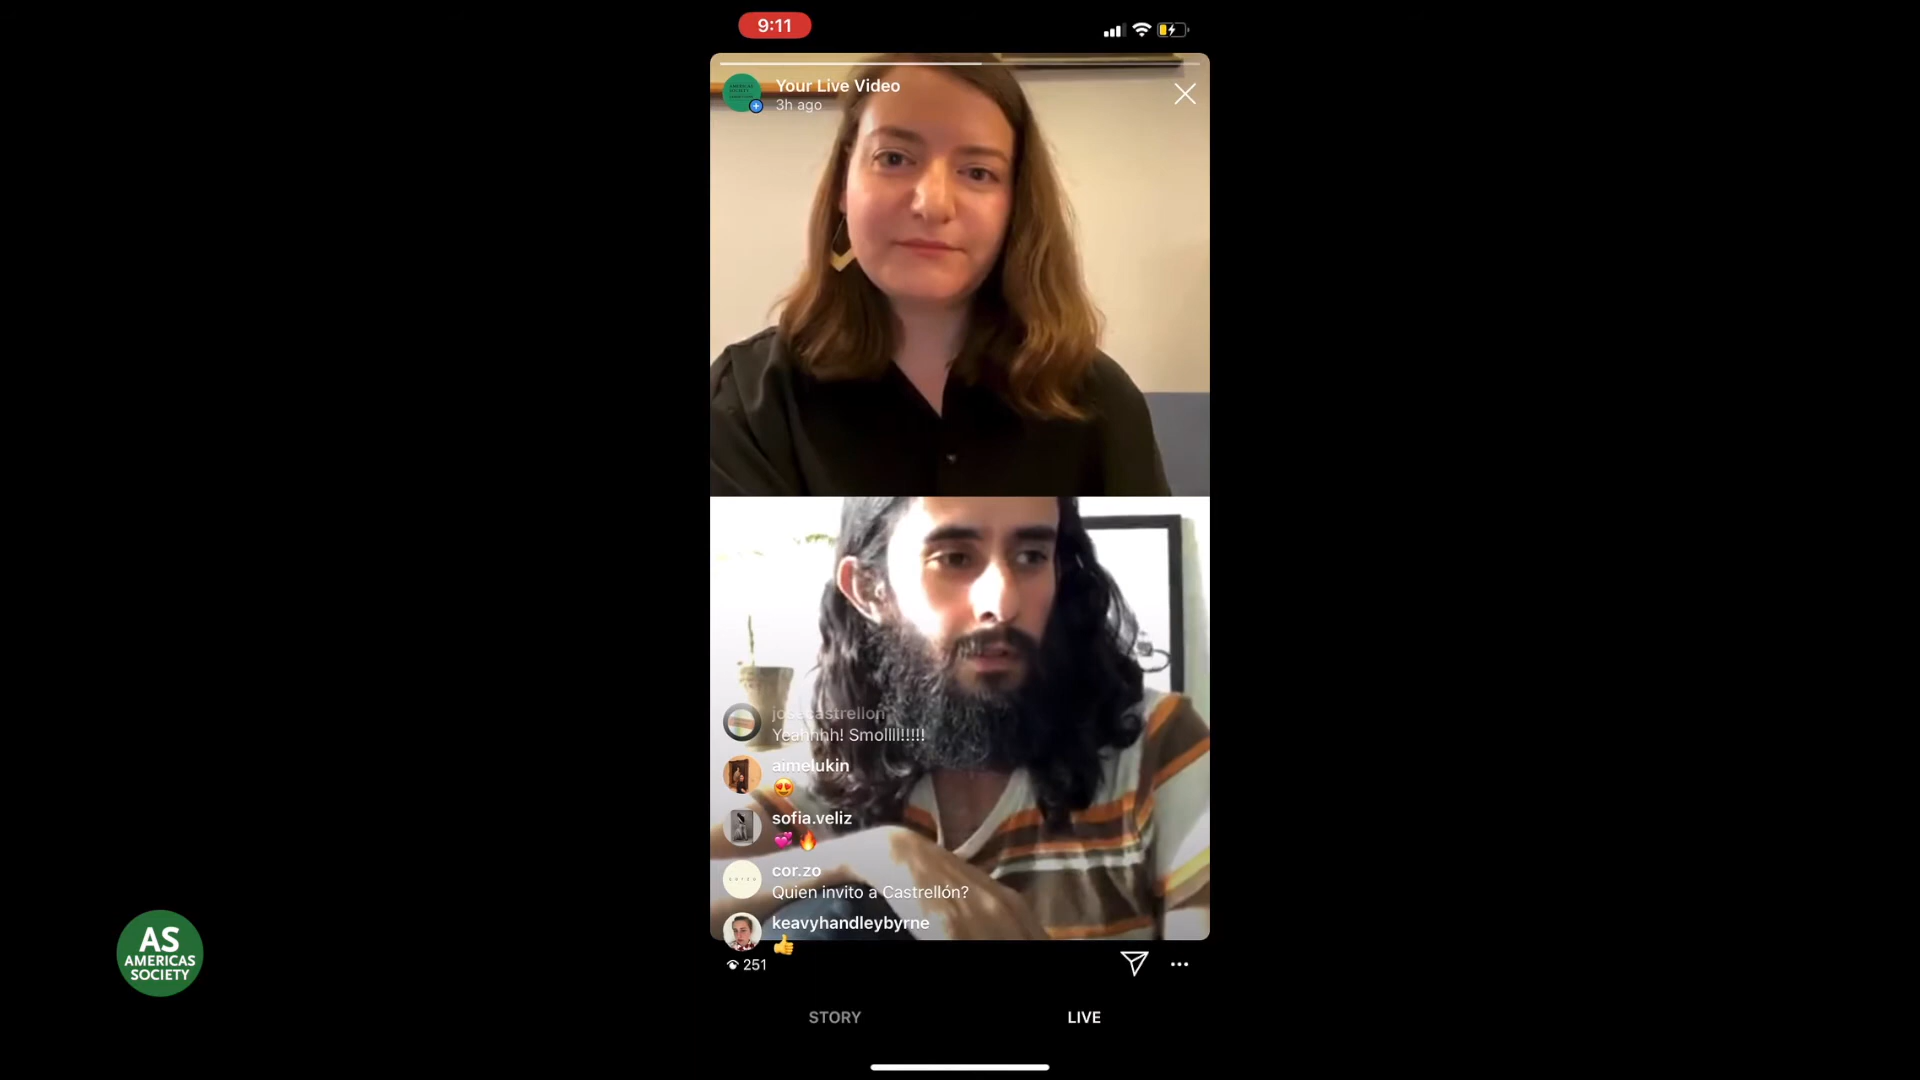 9:11
Your Live Video
3h ago
josecastrellon
Yeahhhh! Smollll!!!!!
aimelukin
😍
sofia.veliz
💞 🔥
cor.zo
Quien invito a Castrellón?
keavyhandleybyrne
👍
251
STORY
LIVE
AS
AMERICAS
SOCIETY